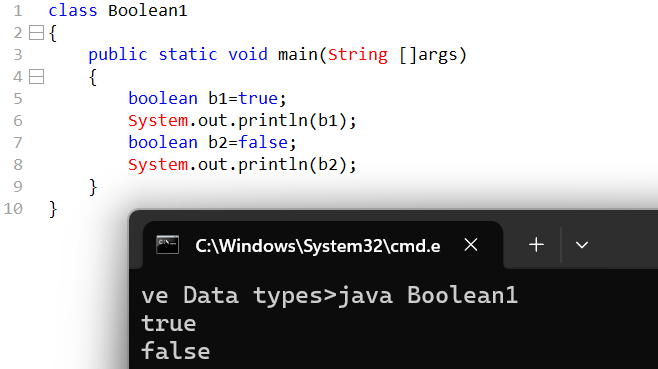 1 class Boolean1
2 {
3 public static void main(String []args)
4 {
5 boolean b1=true;
6 System.out.println(b1);
7 boolean b2=false;
8 System.out.println(b2);
9 }
10 }
C:\Windows\System32\cmd.e
ve Data types>java Boolean1
true
false